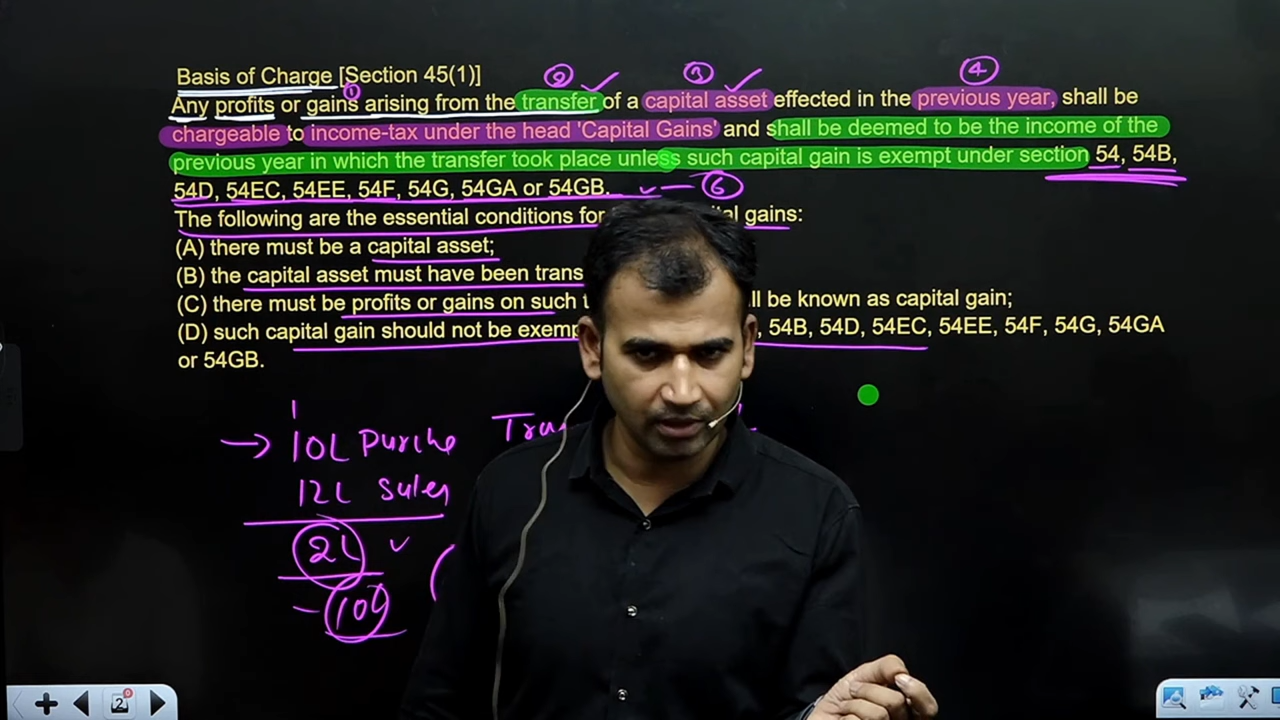 Basis of Charge [Section 45(1)]
② ③ ④
①
Any profits or gains arising from the transfer of a capital asset effected in the previous year, shall be
chargeable to income-tax under the head 'Capital Gains' and shall be deemed to be the income of the
previous year in which the transfer took place unless such capital gain is exempt under section 54, 54B,
54D, 54EC, 54EE, 54F, 54G, 54GA or 54GB. ⑥
The following are the essential conditions for gains:
(A) there must be a capital asset;
(B) the capital asset must have been
(C) there must be profits or gains on such be known as capital gain;
(D) such capital gain should not be 54B, 54D, 54EC, 54EE, 54F, 54G, 54GA
or 54GB.
10L
12L Sales
2L
2